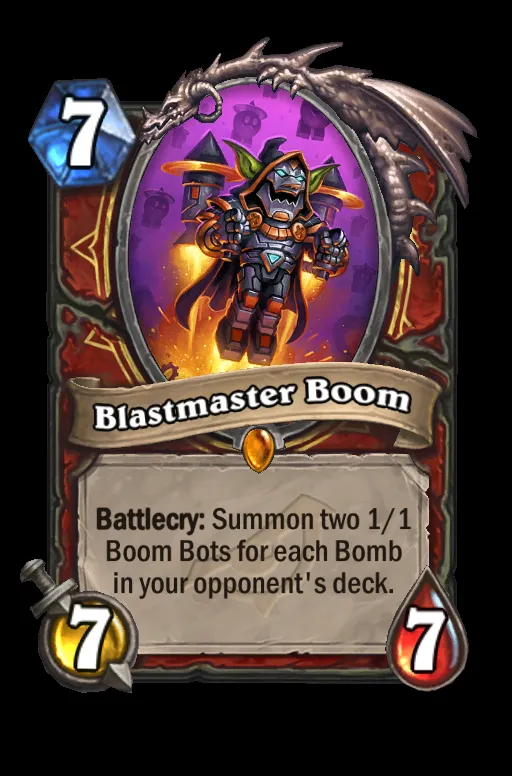 7
Blastmaster Boom
Battlecry: Summon two 1/1
Boom Bots for each Bomb
in your opponent's deck.
7
7